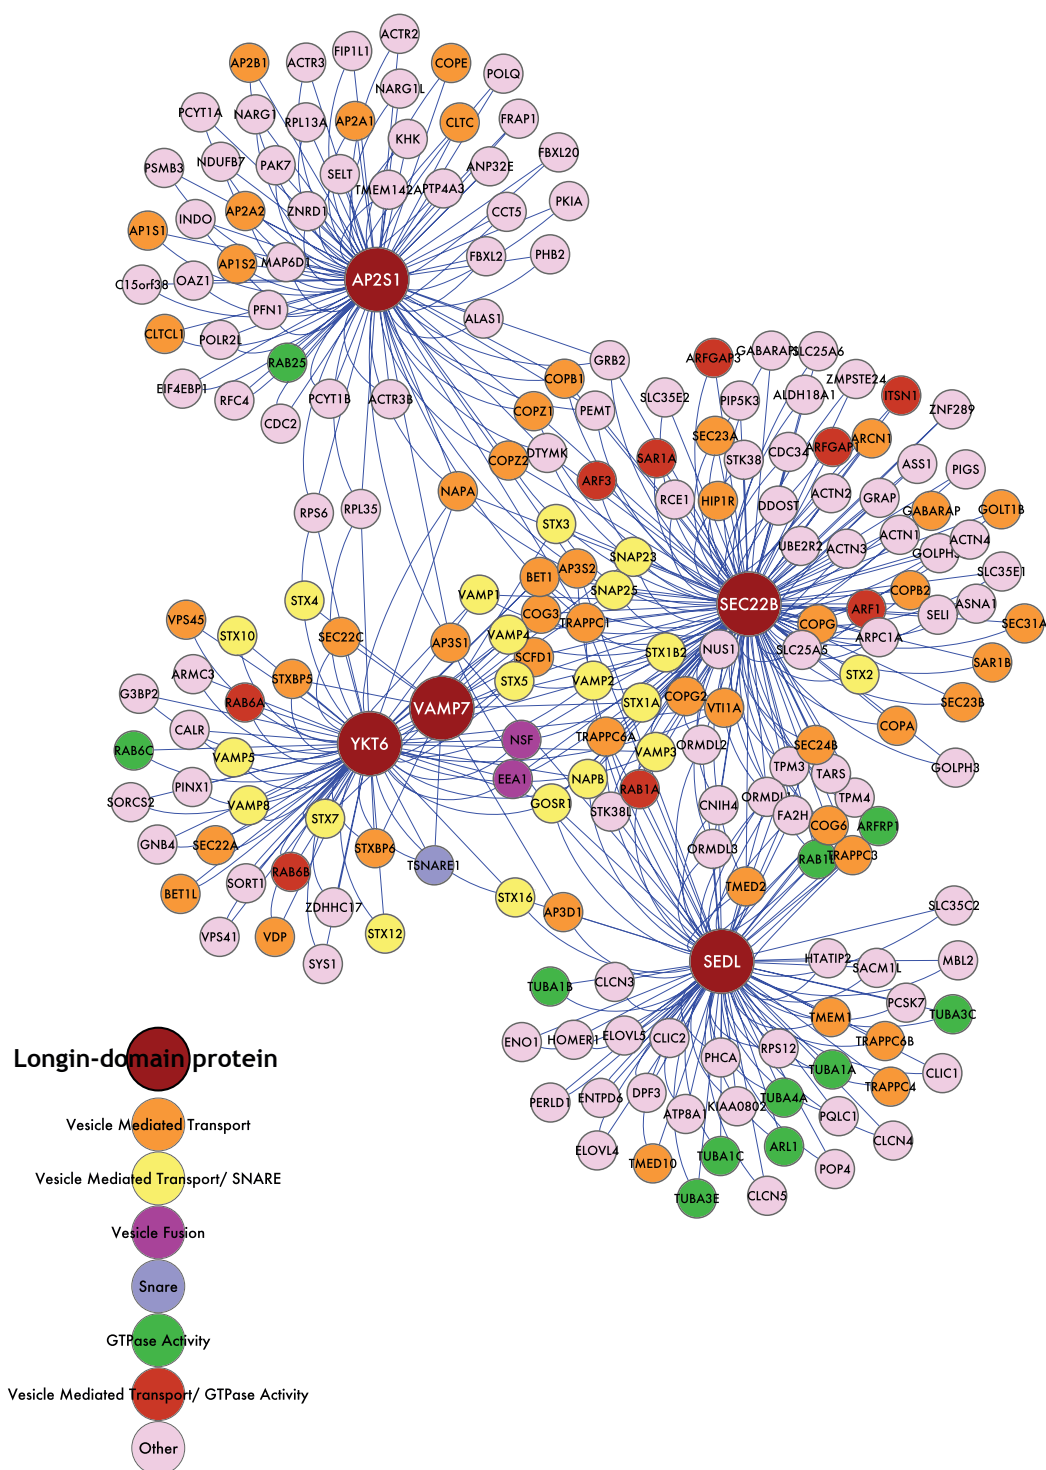 ACTR2
FIP1L1
AP2B1
ACTR3
COPE
POLQ
NARG1L
PCYT1A
NARG1
RPL13A
AP2A1
CLTC
FRAP1
KHK
FBXL20
PSMB3
NDUFB7
PAK7
SELT
ANP32E
TMEM142A
PTP4A3
PKIA
INDO
AP2A2
ZNRD1
CCT5
AP1S1
AP1S2
MAP6D1
FBXL2
PHB2
C15orf38
OAZ1
AP2S1
PFN1
ALAS1
CLTCL1
POLR2L
RAB25
GRB2
ARFGAP3
GABARAPL
SLC25A6
EIF4EBP1
RFC4
PCYT1B
ACTR3B
COPB1
ZMPSTE24
CDC2
COPZ1
PEMT
SLC35E2
PIP5K3
ALDH18A1
ITSN1
ZNF289
SEC23A
ARFGAP1
ARCN1
COPZ2
DTYMK
SAR1A
STK38
CDC34
ASS1
PIGS
NAPA
ARF3
RCE1
HIP1R
DDOST
ACTN2
GRAP
GABARAP
GOLT1B
RPS6
RPL35
STX3
UBE2R2
ACTN3
ACTN1
ACTN4
SNAP23
AP3S2
BET1
SNAP25
SLC35E1
STX4
VAMP1
COG3
TRAPPC1
SEC22B
COPB2
ASNA1
VPS45
STX10
SEC22C
AP3S1
VAMP4
COPG
ARF1
SELI
SEC31A
SCFD1
STX1B2
NUS1
SLC25A5
ARPC1A
ARMC3
STXBP5
STX5
VAMP2
STX2
SAR1B
G3BP2
RAB6A
VAMP7
STX1A
COPG2
VTI1A
SEC23B
CALR
YKT6
NSF
TRAPPC6A
ORMDL2
SEC24B
COPA
RAB6C
VAMP5
VAMP3
TPM3
TARS
GOLPH3
PINX1
EEA1
NAPB
RAB1A
SORCS2
VAMP8
GOSR1
STK38L
CNIH4
TPM4
FA2H
STX7
COG6
ARFRP1
GNB4
SEC22A
STXBP6
TSNARE1
ORMDL3
TRAPPC3
RAB6B
BET1L
SORT1
STX16
TMED2
ZDHHC17
AP3D1
SLC35C2
VPS41
VDP
STX12
SYS1
SEDL
HTATIP2
SACM1L
MBL2
TUBA1B
CLCN3
PCSK7
TUBA3C
TMEM1
ENO1
HOMER1
ELOVL5
CLIC2
PHCA
RPS12
TRAPPC6B
Longin-domain protein
TUBA1A
TRAPPC4
CLIC1
PERLD1
ENTPD6
DPF3
ATP8A1
KIAA0802
TUBA4A
PQLC1
Vesicle Mediated Transport
ELOVL4
TMED10
TUBA1C
ARL1
CLCN4
POP4
Vesicle Mediated Transport/ SNARE
TUBA3E
CLCN5
Vesicle Fusion
Snare
GTPase Activity
Vesicle Mediated Transport/ GTPase Activity
Other